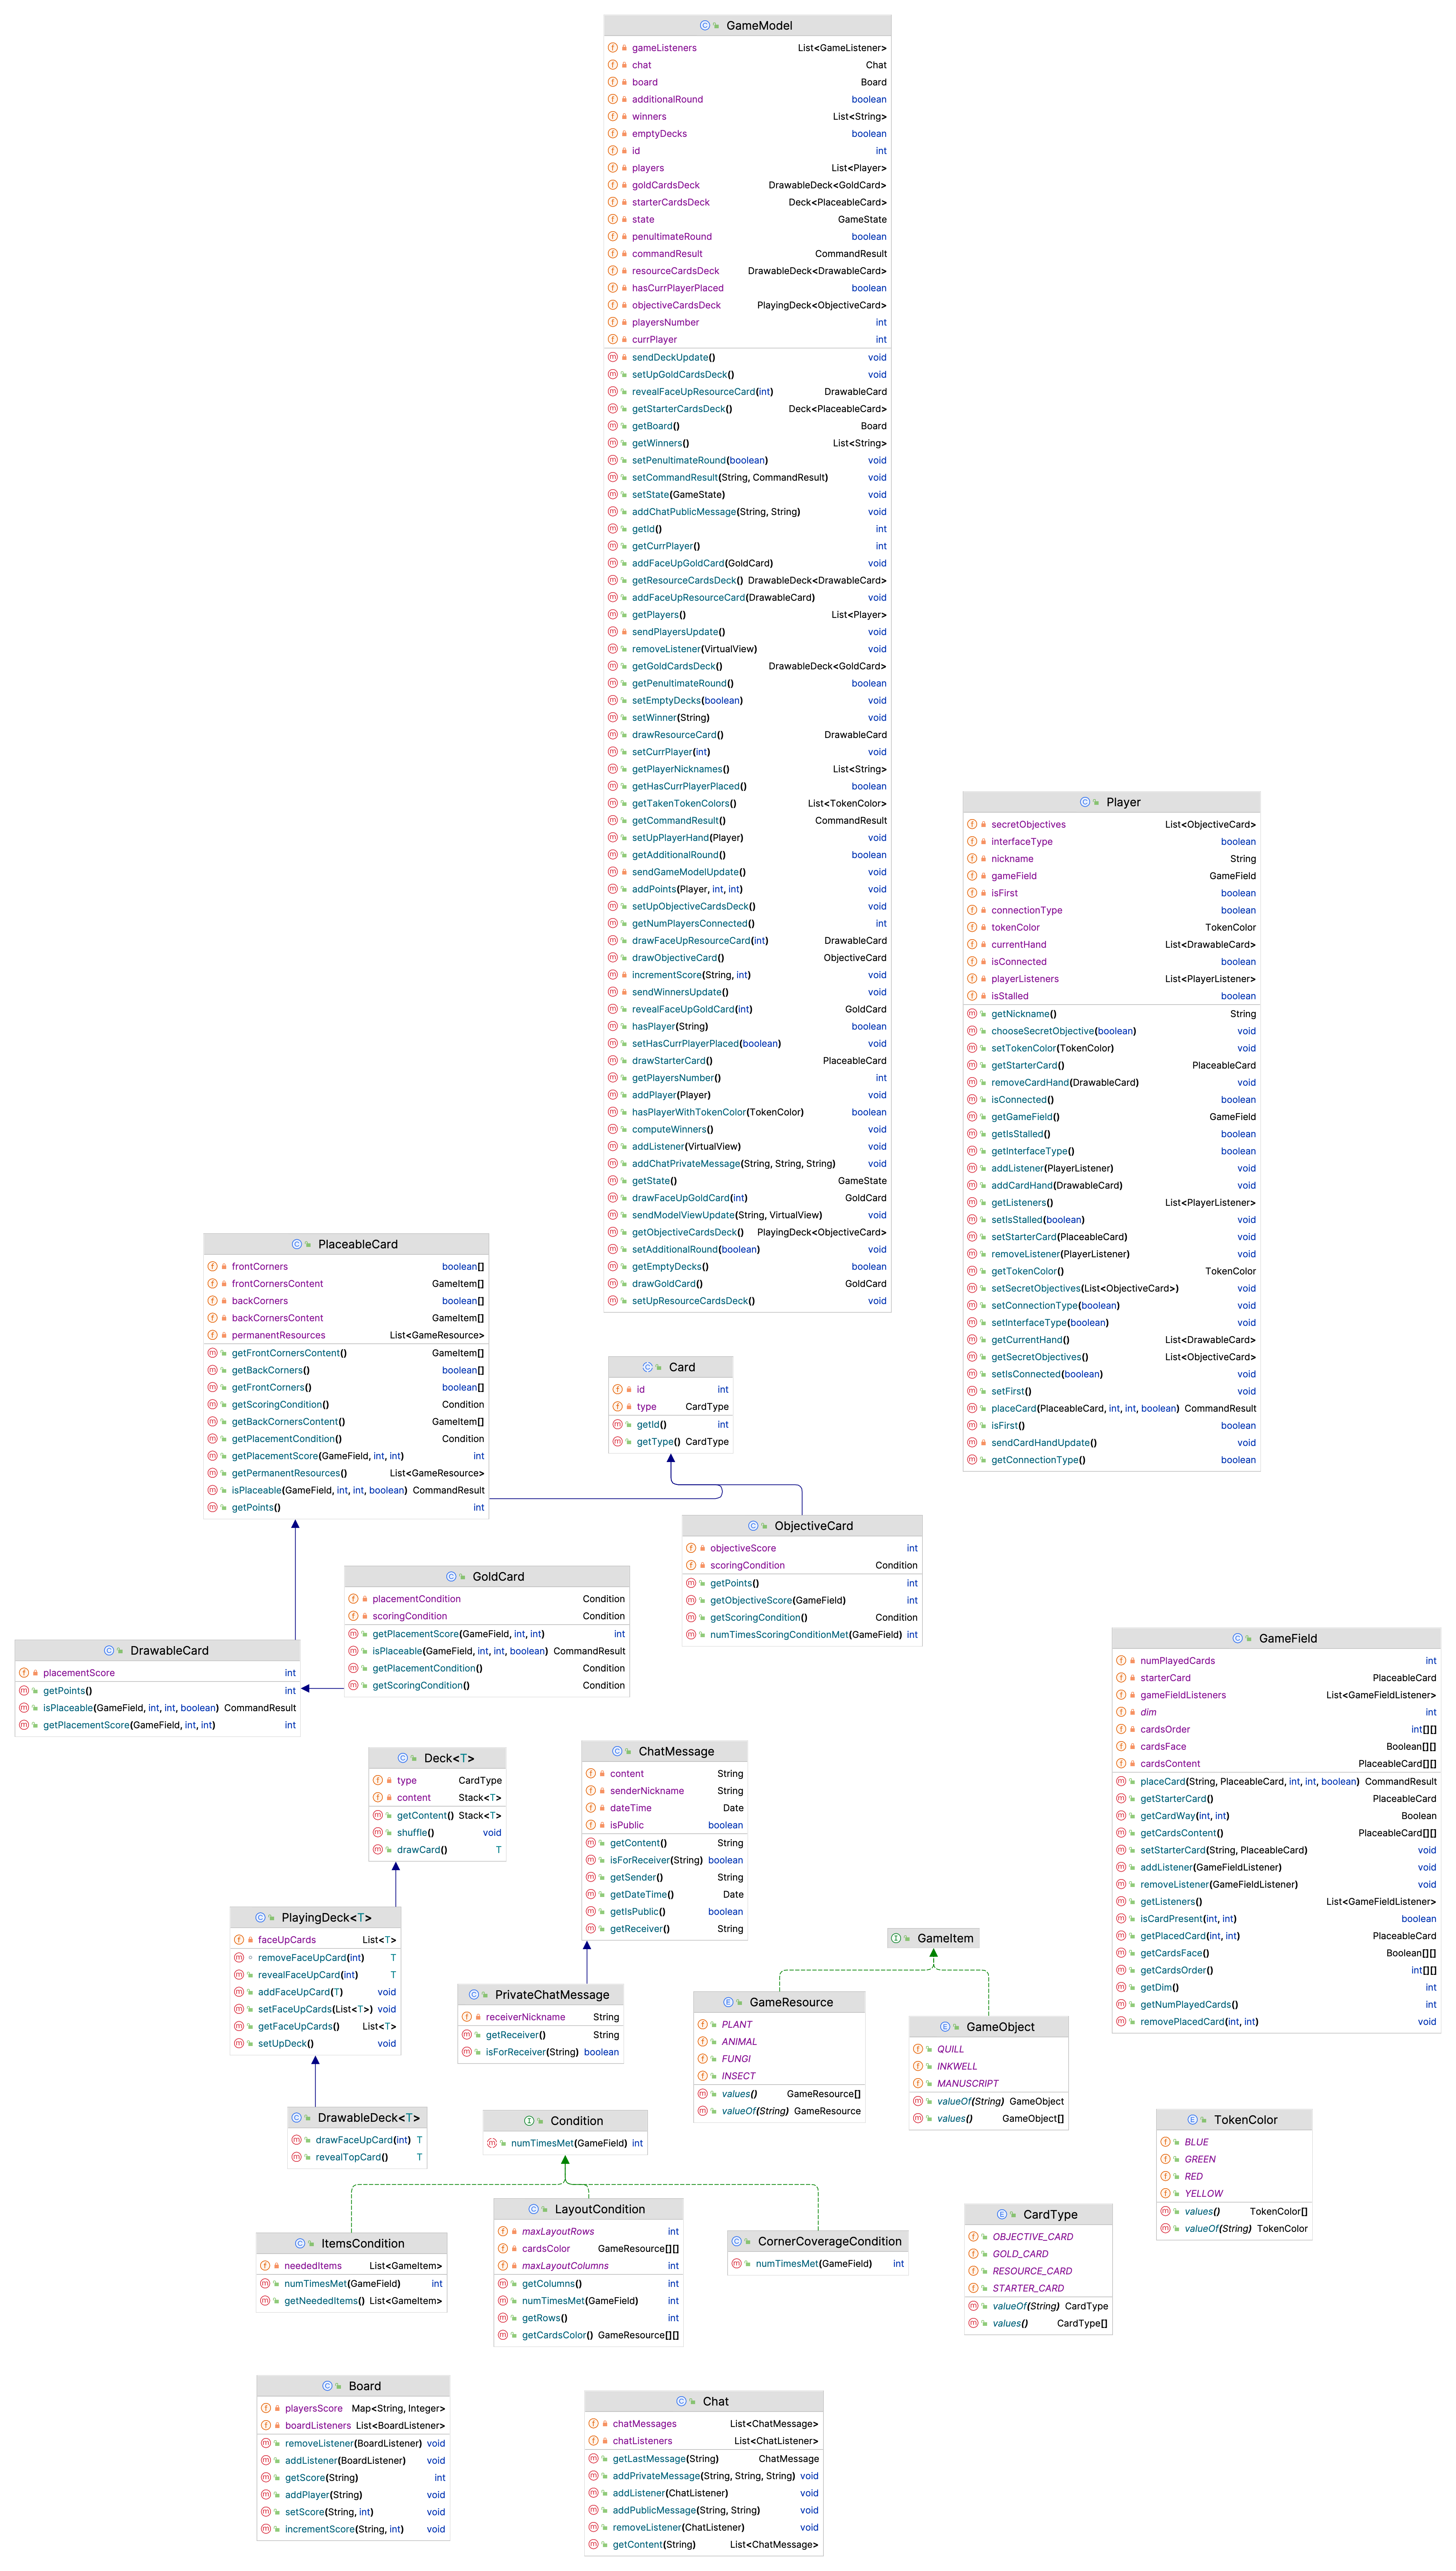 GameModel
gameListeners List<GameListener>
chat Chat
board Board
additionalRound boolean
winners List<String>
emptyDecks boolean
id int
players List<Player>
goldCardsDeck DrawableDeck<GoldCard>
starterCardsDeck Deck<PlaceableCard>
state GameState
penultimateRound boolean
commandResult CommandResult
resourceCardsDeck DrawableDeck<DrawableCard>
hasCurrPlayerPlaced boolean
objectiveCardsDeck PlayingDeck<ObjectiveCard>
playersNumber int
currPlayer int
sendDeckUpdate() void
setUpGoldCardsDeck() void
revealFaceUpResourceCard(int) DrawableCard
getStarterCardsDeck() Deck<PlaceableCard>
getBoard() Board
getWinners() List<String>
setPenultimateRound(boolean) void
setCommandResult(String, CommandResult) void
setState(GameState) void
addChatPublicMessage(String, String) void
getId() int
getCurrPlayer() int
addFaceUpGoldCard(GoldCard) void
getResourceCardsDeck() DrawableDeck<DrawableCard>
addFaceUpResourceCard(DrawableCard) void
getPlayers() List<Player>
sendPlayersUpdate() void
removeListener(VirtualView) void
getGoldCardsDeck() DrawableDeck<GoldCard>
getPenultimateRound() boolean
setEmptyDecks(boolean) void
setWinner(String) void
drawResourceCard() DrawableCard
setCurrPlayer(int) void
getPlayerNicknames() List<String>
getHasCurrPlayerPlaced() boolean
getTakenTokenColors() List<TokenColor>
getCommandResult() CommandResult
setUpPlayerHand(Player) void
getAdditionalRound() boolean
sendGameModelUpdate() void
addPoints(Player, int, int) void
setUpObjectiveCardsDeck() void
getNumPlayersConnected() int
drawFaceUpResourceCard(int) DrawableCard
drawObjectiveCard() ObjectiveCard
incrementScore(String, int) void
sendWinnersUpdate() void
revealFaceUpGoldCard(int) GoldCard
hasPlayer(String) boolean
setHasCurrPlayerPlaced(boolean) void
drawStarterCard() PlaceableCard
getPlayersNumber() int
addPlayer(Player) void
hasPlayerWithTokenColor(TokenColor) boolean
computeWinners() void
addListener(VirtualView) void
addChatPrivateMessage(String, String, String) void
getState() GameState
drawFaceUpGoldCard(int) GoldCard
sendModelViewUpdate(String, VirtualView) void
getObjectiveCardsDeck() PlayingDeck<ObjectiveCard>
setAdditionalRound(boolean) void
getEmptyDecks() boolean
drawGoldCard() GoldCard
setUpResourceCardsDeck() void
Player
secretObjectives List<ObjectiveCard>
interfaceType boolean
nickname String
gameField GameField
isFirst boolean
connectionType boolean
tokenColor TokenColor
currentHand List<DrawableCard>
isConnected boolean
playerListeners List<PlayerListener>
isStalled boolean
getNickname() String
chooseSecretObjective(boolean) void
setTokenColor(TokenColor) void
getStarterCard() PlaceableCard
removeCardHand(DrawableCard) void
isConnected() boolean
getGameField() GameField
getIsStalled() boolean
getInterfaceType() boolean
addListener(PlayerListener) void
addCardHand(DrawableCard) void
getListeners() List<PlayerListener>
setIsStalled(boolean) void
setStarterCard(PlaceableCard) void
removeListener(PlayerListener) void
getTokenColor() TokenColor
setSecretObjectives(List<ObjectiveCard>) void
setConnectionType(boolean) void
setInterfaceType(boolean) void
getCurrentHand() List<DrawableCard>
getSecretObjectives() List<ObjectiveCard>
setIsConnected(boolean) void
setFirst() void
placeCard(PlaceableCard, int, int, boolean) CommandResult
isFirst() boolean
sendCardHandUpdate() void
getConnectionType() boolean
PlaceableCard
frontCorners boolean[]
frontCornersContent GameItem[]
backCorners boolean[]
backCornersContent GameItem[]
permanentResources List<GameResource>
getFrontCornersContent() GameItem[]
getBackCorners() boolean[]
getFrontCorners() boolean[]
getScoringCondition() Condition
getBackCornersContent() GameItem[]
getPlacementCondition() Condition
getPlacementScore(GameField, int, int) int
getPermanentResources() List<GameResource>
isPlaceable(GameField, int, int, boolean) CommandResult
getPoints() int
Card
id int
type CardType
getId() int
getType() CardType
ObjectiveCard
objectiveScore int
scoringCondition Condition
getPoints() int
getObjectiveScore(GameField) int
getScoringCondition() Condition
numTimesScoringConditionMet(GameField) int
GoldCard
placementCondition Condition
scoringCondition Condition
getPlacementScore(GameField, int, int) int
isPlaceable(GameField, int, int, boolean) CommandResult
getPlacementCondition() Condition
getScoringCondition() Condition
DrawableCard
placementScore int
getPoints() int
isPlaceable(GameField, int, int, boolean) CommandResult
getPlacementScore(GameField, int, int) int
GameField
numPlayedCards int
starterCard PlaceableCard
gameFieldListeners List<GameFieldListener>
dim int
cardsOrder int[][]
cardsFace Boolean[][]
cardsContent PlaceableCard[][]
placeCard(String, PlaceableCard, int, int, boolean) CommandResult
getStarterCard() PlaceableCard
getCardWay(int, int) Boolean
getCardsContent() PlaceableCard[][]
setStarterCard(String, PlaceableCard) void
addListener(GameFieldListener) void
removeListener(GameFieldListener) void
getListeners() List<GameFieldListener>
isCardPresent(int, int) boolean
getPlacedCard(int, int) PlaceableCard
getCardsFace() Boolean[][]
getCardsOrder() int[][]
getDim() int
getNumPlayedCards() int
removePlacedCard(int, int) void
Deck<T>
type CardType
content Stack<T>
getContent() Stack<T>
shuffle() void
drawCard() T
ChatMessage
content String
senderNickname String
dateTime Date
isPublic boolean
getContent() String
isForReceiver(String) boolean
getSender() String
getDateTime() Date
getIsPublic() boolean
getReceiver() String
PlayingDeck<T>
faceUpCards List<T>
removeFaceUpCard(int) T
revealFaceUpCard(int) T
addFaceUpCard(T) void
setFaceUpCards(List<T>) void
getFaceUpCards() List<T>
setUpDeck() void
PrivateChatMessage
receiverNickname String
getReceiver() String
isForReceiver(String) boolean
GameItem
GameResource
PLANT
ANIMAL
FUNGI
INSECT
values() GameResource[]
valueOf(String) GameResource
GameObject
QUILL
INKWELL
MANUSCRIPT
valueOf(String) GameObject
values() GameObject[]
DrawableDeck<T>
drawFaceUpCard(int) T
revealTopCard() T
Condition
numTimesMet(GameField) int
TokenColor
BLUE
GREEN
RED
YELLOW
values() TokenColor[]
valueOf(String) TokenColor
ItemsCondition
neededItems List<GameItem>
numTimesMet(GameField) int
getNeededItems() List<GameItem>
LayoutCondition
maxLayoutRows int
cardsColor GameResource[][]
maxLayoutColumns int
getColumns() int
numTimesMet(GameField) int
getRows() int
getCardsColor() GameResource[][]
CornerCoverageCondition
numTimesMet(GameField) int
CardType
OBJECTIVE_CARD
GOLD_CARD
RESOURCE_CARD
STARTER_CARD
valueOf(String) CardType
values() CardType[]
Board
playersScore Map<String, Integer>
boardListeners List<BoardListener>
removeListener(BoardListener) void
addListener(BoardListener) void
getScore(String) int
addPlayer(String) void
setScore(String, int) void
incrementScore(String, int) void
Chat
chatMessages List<ChatMessage>
chatListeners List<ChatListener>
getLastMessage(String) ChatMessage
addPrivateMessage(String, String, String) void
addListener(ChatListener) void
addPublicMessage(String, String) void
removeListener(ChatListener) void
getContent(String) List<ChatMessage>